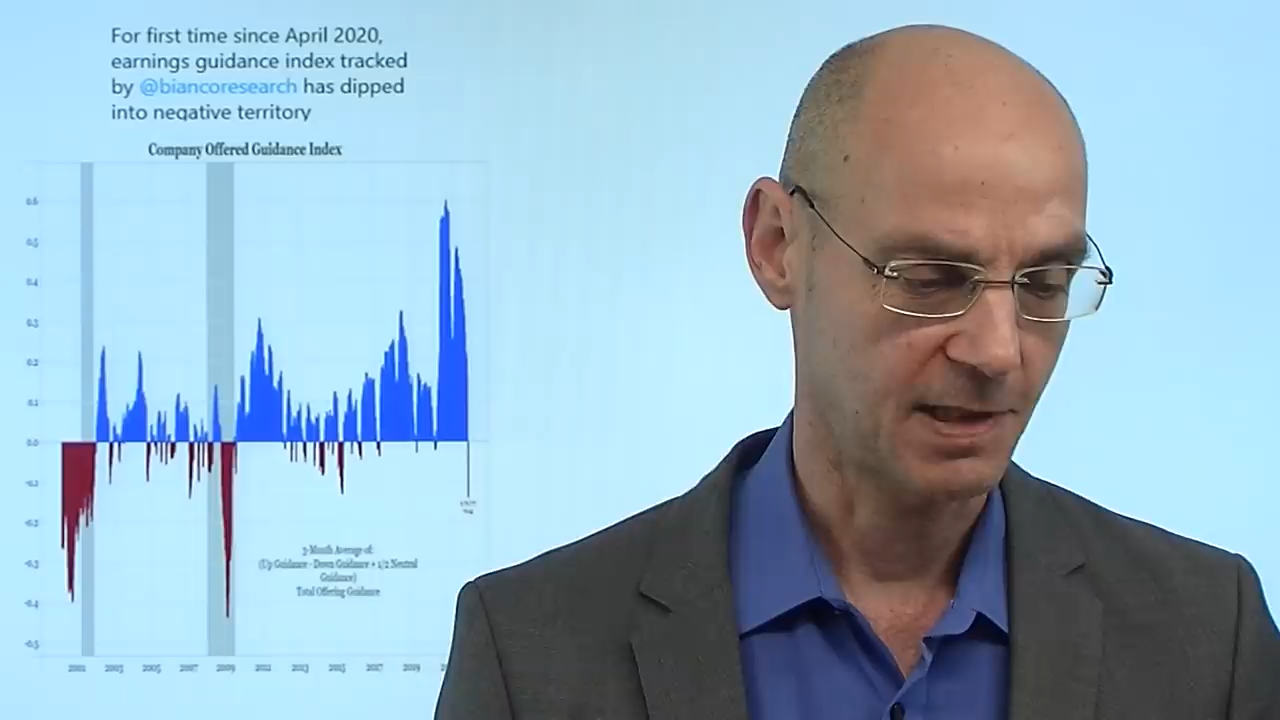 For first time since April 2020,
earnings guidance index tracked
by @biancoresearch has dipped
into negative territory
Company Offered Guidance Index
0.6
0.5
0.4
0.3
0.2
0.1
0.0
-0.1
-0.2
-0.3
-0.4
-0.5
3-Month Average of:
(Up Guidance - Down Guidance + 1/2 Neutral
Guidance)
Total Offering Guidance
2001 2003 2005 2007 2009 2011 2013 2015 2017 2019